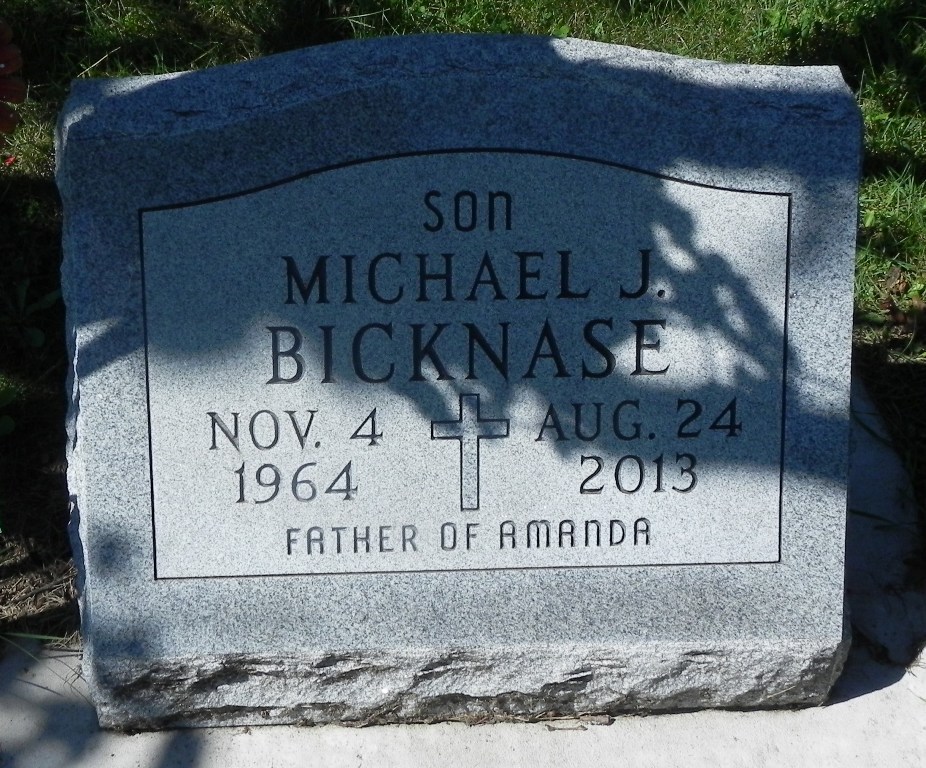 SON
MICHAEL J.
BICKNASE
NOV. 4 AUG. 24
1964 2013
FATHER OF AMANDA